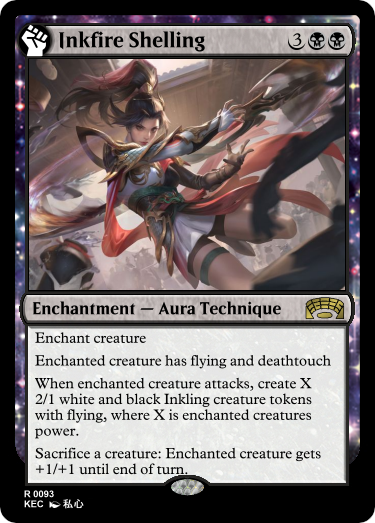 Inkfire Shelling 3
Enchantment — Aura Technique
Enchant creature
Enchanted creature has flying and deathtouch
When enchanted creature attacks, create X
2/1 white and black Inkling creature tokens
with flying, where X is enchanted creatures
power.
Sacrifice a creature: Enchanted creature gets
+1/+1 until end of turn.
R 0093
KEC 私心